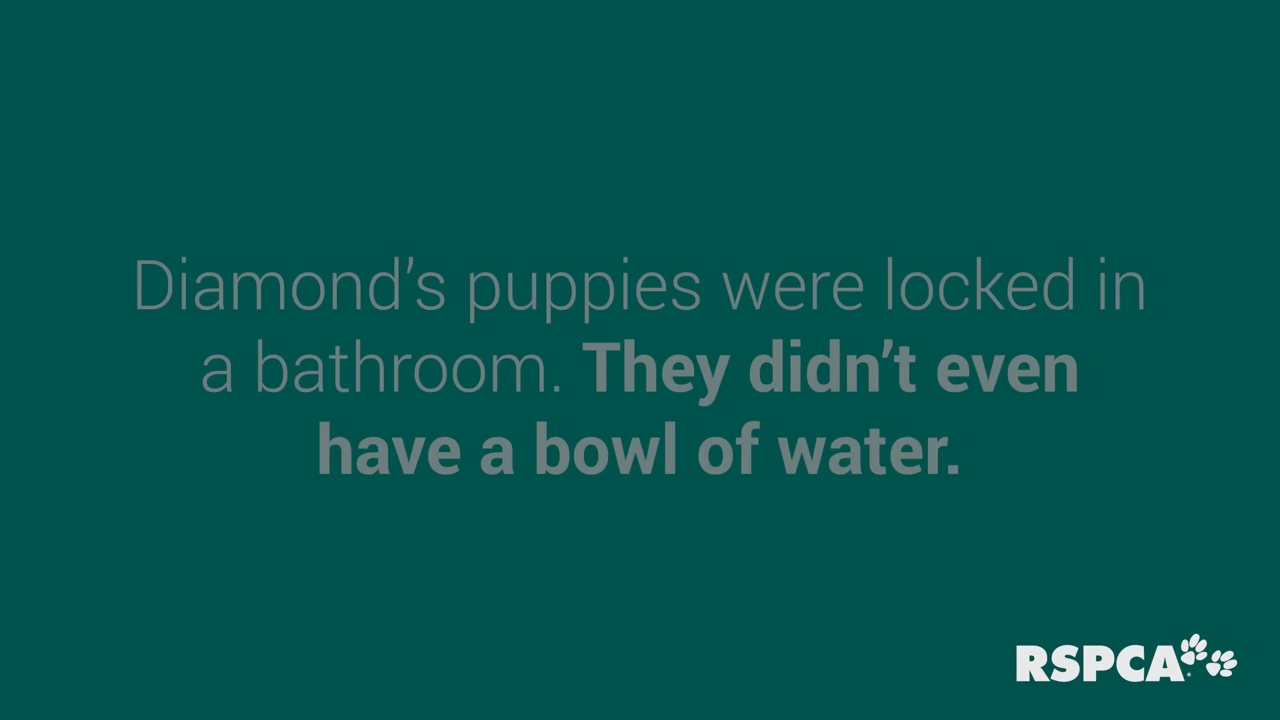 Diamond’s puppies were locked in
a bathroom. They didn’t even
have a bowl of water.
RSPCA